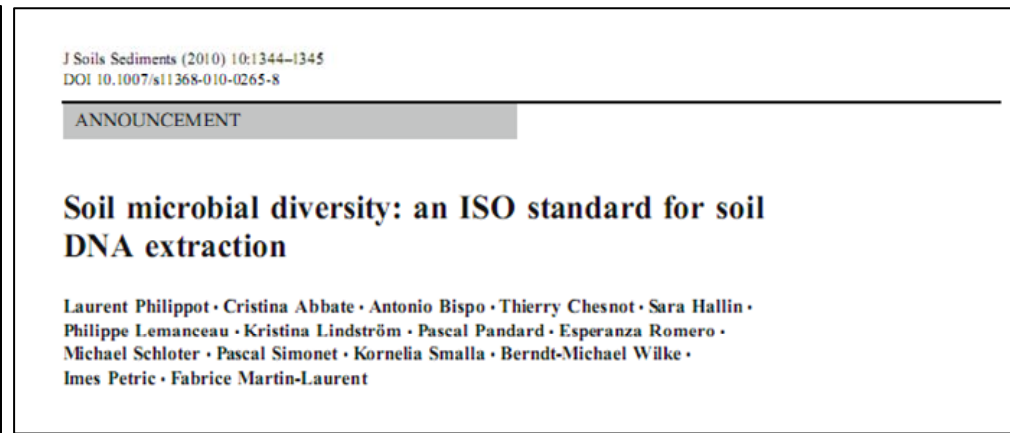 J Soils Sediments (2010) 10:1344–1345
DOI 10.1007/s11368-010-0265-8
ANNOUNCEMENT
Soil microbial diversity: an ISO standard for soil
DNA extraction
Laurent Philippot · Cristina Abbate · Antonio Bispo · Thierry Chesnot · Sara Hallin ·
Philippe Lemanceau · Kristina Lindström · Pascal Pandard · Esperanza Romero ·
Michael Schloter · Pascal Simonet · Kornelia Smalla · Berndt-Michael Wilke ·
Imes Petric · Fabrice Martin-Laurent